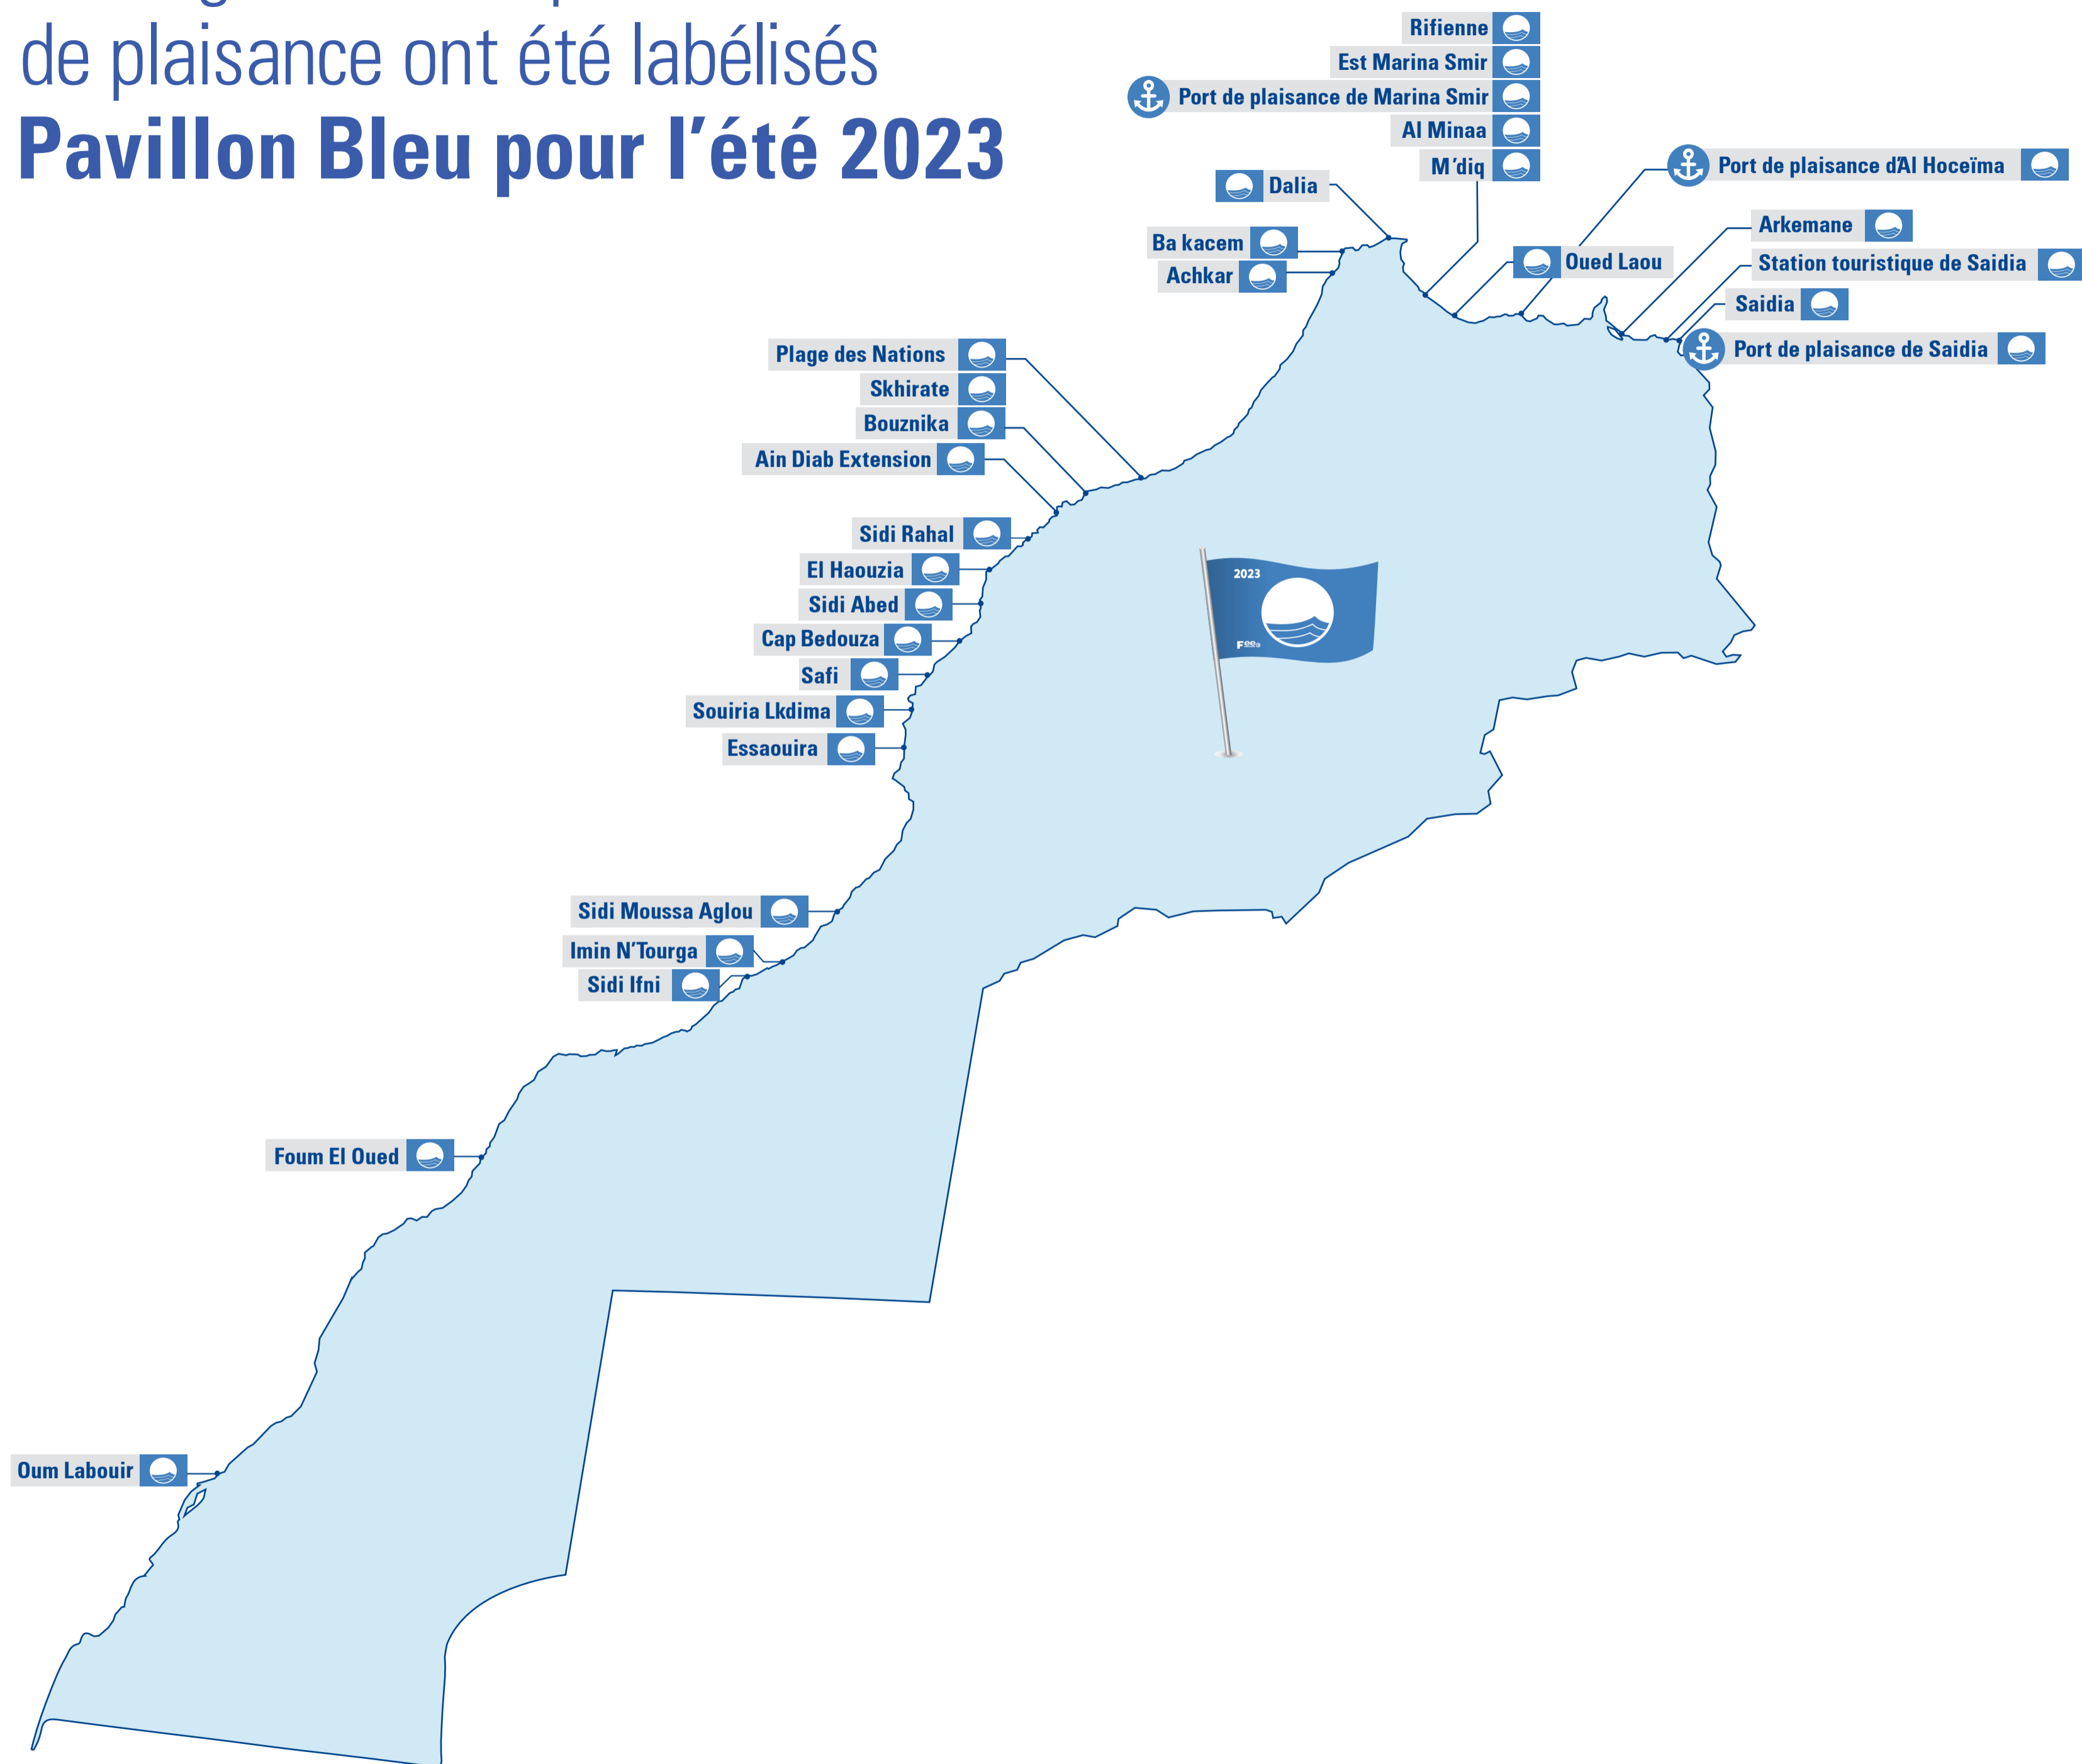 de plaisance ont été labélisés
Pavillon Bleu pour l'été 2023
Rifienne
Est Marina Smir
Port de plaisance de Marina Smir
Al Minaa
M'diq
Port de plaisance d'Al Hoceïma
Dalia
Arkemane
Ba kacem
Oued Laou
Station touristique de Saidia
Achkar
Saidia
Port de plaisance de Saidia
Plage des Nations
Skhirate
Bouznika
Ain Diab Extension
Sidi Rahal
El Haouzia
2023
Sidi Abed
Cap Bedouza
Fee
Safi
Souiria Lkdima
Essaouira
Sidi Moussa Aglou
Imin N'Tourga
Sidi Ifni
Foum El Oued
Oum Labouir